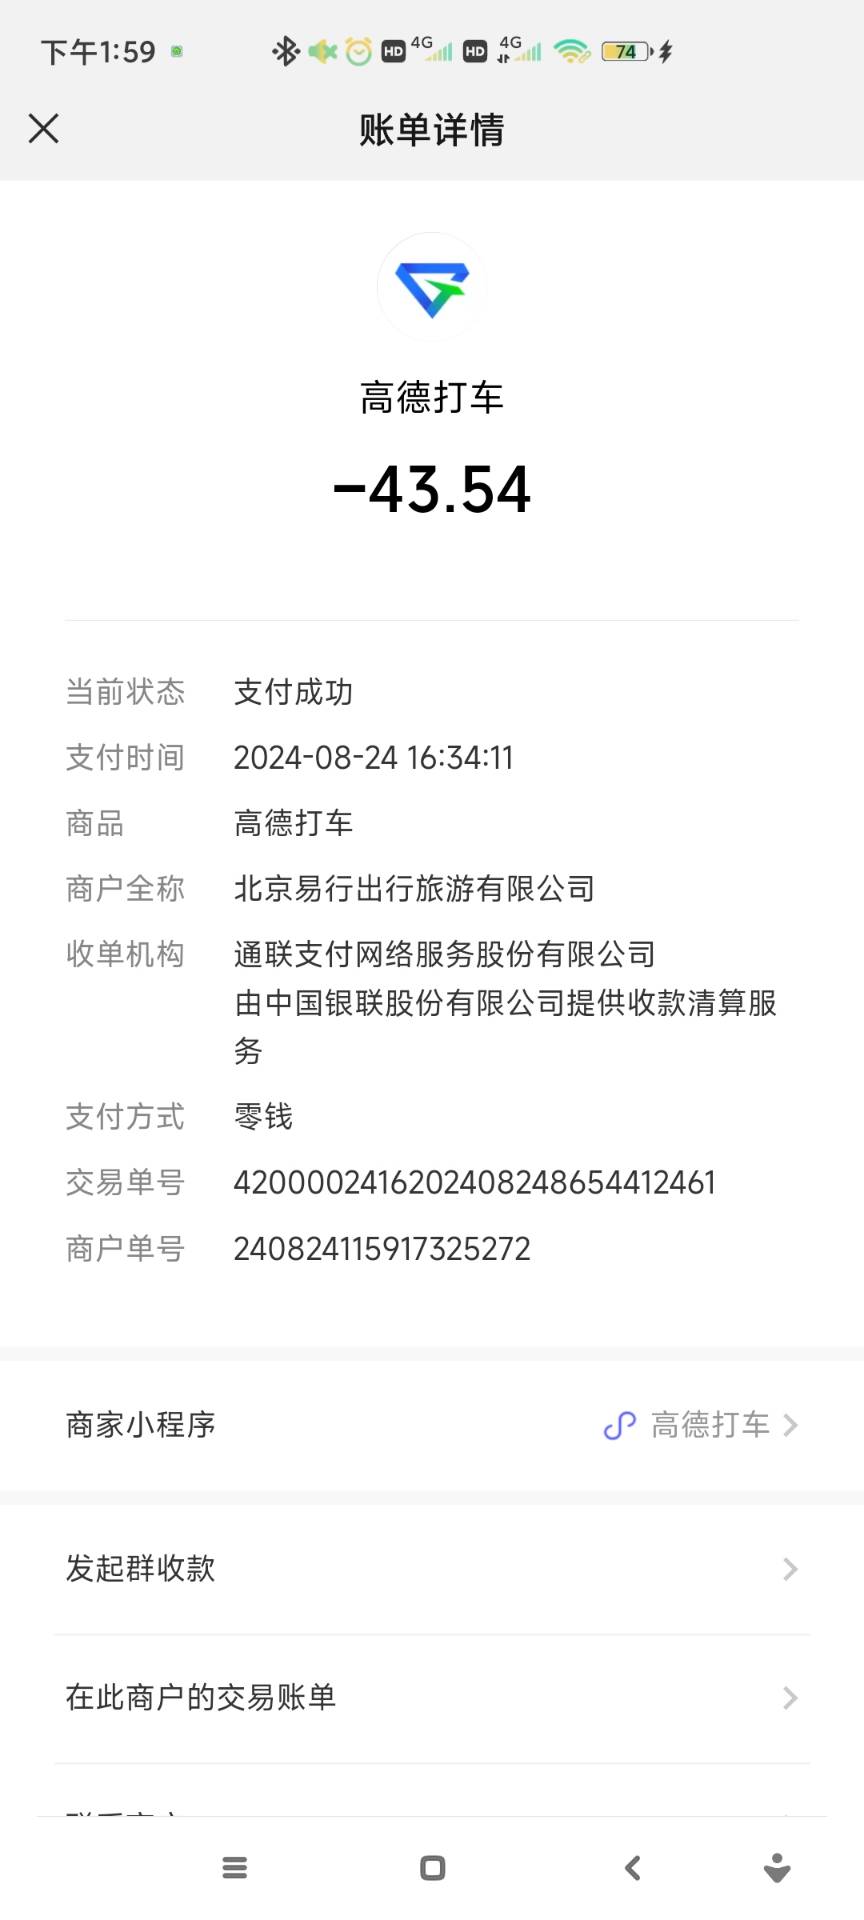 下午1:59
HD 4G HD 4G 74
账单详情
高德打车
-43.54
当前状态 支付成功
支付时间 2024-08-24 16:34:11
商品 高德打车
商户全称 北京易行出行旅游有限公司
收单机构 通联支付网络服务股份有限公司
由中国银联股份有限公司提供收款清算服
务
支付方式 零钱
交易单号 4200002416202408248654412461
商户单号 240824115917325272
商家小程序 高德打车
发起群收款
在此商户的交易账单